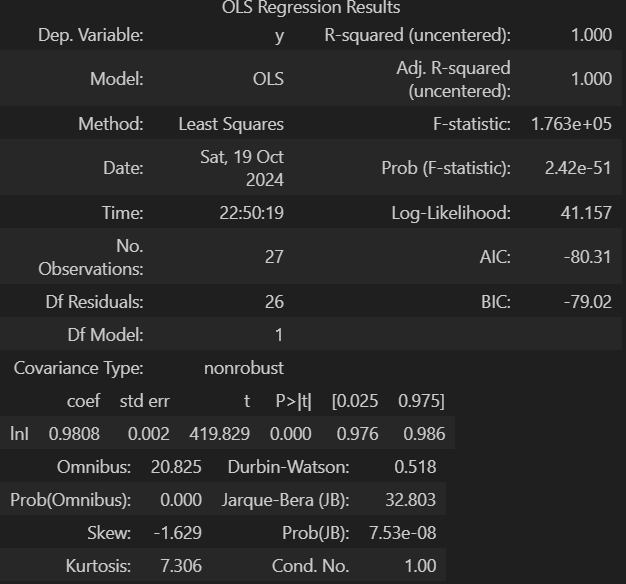 OLS Regression Results
Dep. Variable: y R-squared (uncentered): 1.000
Model: OLS Adj. R-squared (uncentered): 1.000
Method: Least Squares F-statistic: 1.763e+05
Date: Sat, 19 Oct 2024 Prob (F-statistic): 2.42e-51
Time: 22:50:19 Log-Likelihood: 41.157
No. Observations: 27 AIC: -80.31
Df Residuals: 26 BIC: -79.02
Df Model: 1
Covariance Type: nonrobust
coef std err t P>|t| [0.025 0.975]
lnI 0.9808 0.002 419.829 0.000 0.976 0.986
Omnibus: 20.825 Durbin-Watson: 0.518
Prob(Omnibus): 0.000 Jarque-Bera (JB): 32.803
Skew: -1.629 Prob(JB): 7.53e-08
Kurtosis: 7.306 Cond. No. 1.00